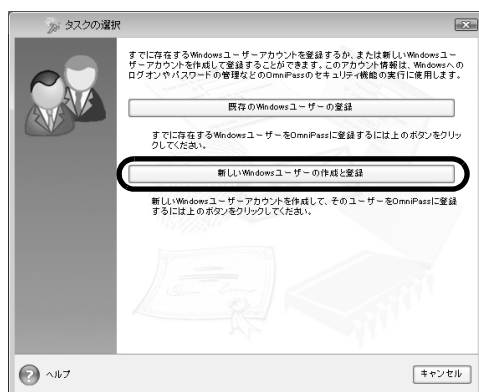 タスクの選択
すでに存在するWindowsユーザーアカウントを登録するか、または新しいWindowsユー
ザーアカウントを作成して登録することができます。このアカウント情報は、Windowsへの
ログオンやパスワードの管理などのOmniPassのセキュリティ機能の実行に使用します。
既存のWindowsユーザーの登録
すでに存在するWindowsユーザーをOmniPassに登録するには上のボタンをクリッ
クしてください。
新しいWindowsユーザーの作成と登録
新しいWindowsユーザーアカウントを作成して、そのユーザーをOmniPassに登録
するには上のボタンをクリックしてください。
ヘルプ
キャンセル